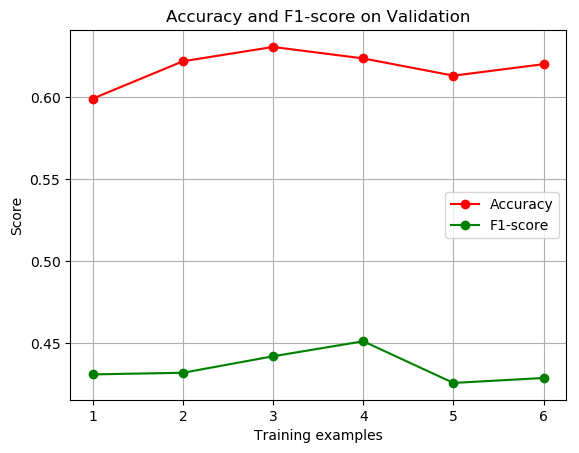 Accuracy and F1-score on Validation
Score
0.60
0.55
0.50
0.45
Accuracy
F1-score
1 2 3 4 5 6
Training examples